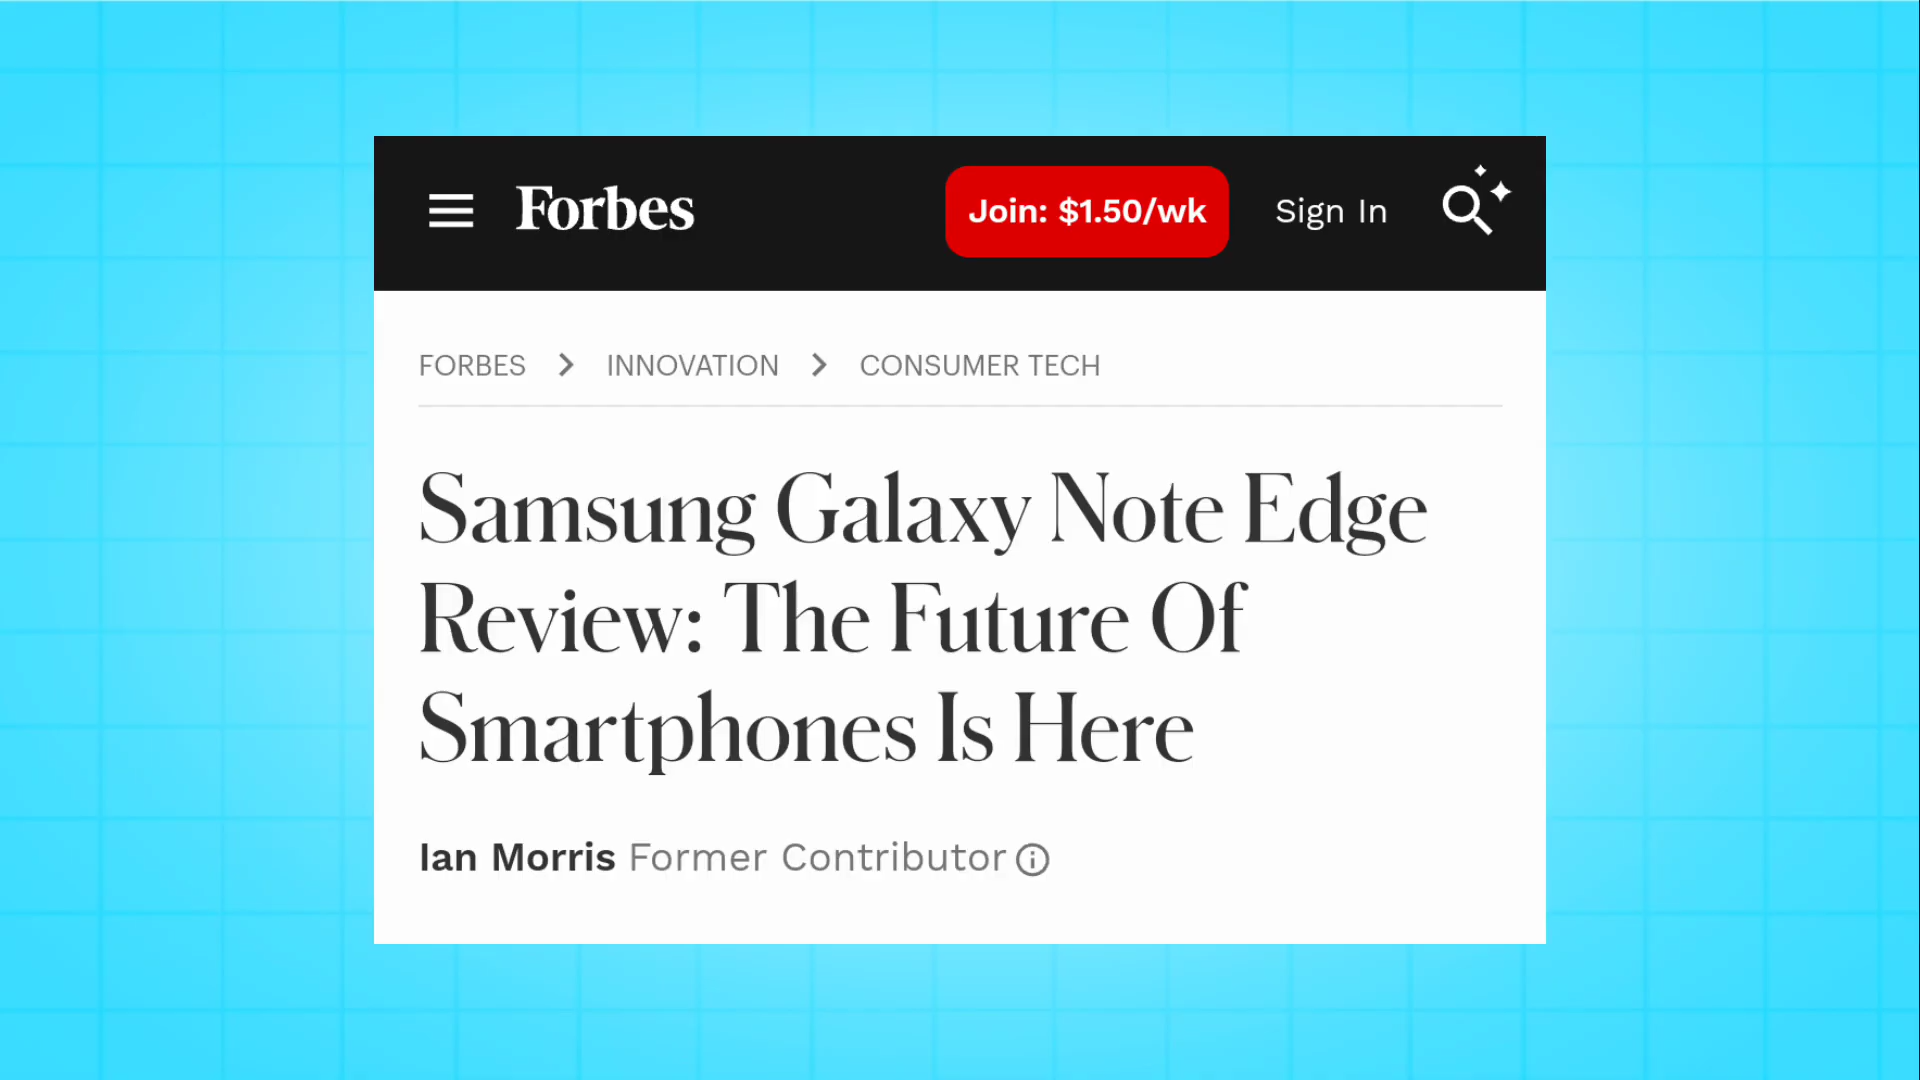 Forbes
Join: $1.50/wk
Sign In
FORBES > INNOVATION > CONSUMER TECH
Samsung Galaxy Note Edge
Review: The Future Of
Smartphones Is Here
Ian Morris Former Contributor